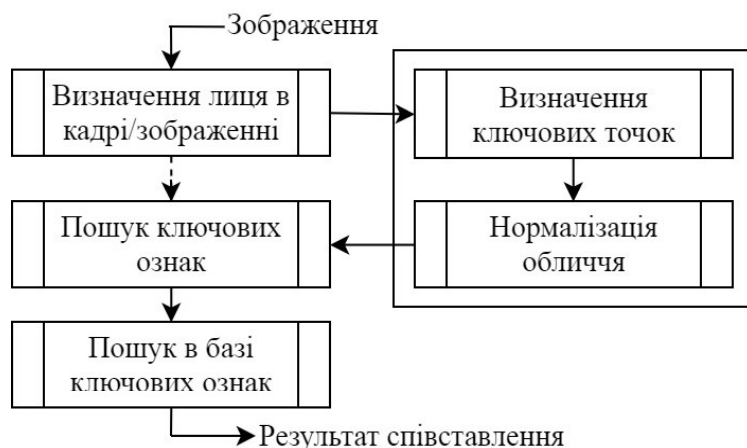 Зображення
Визначення лиця в
кадрі/зображенні
Визначення
ключових точок
Пошук ключових
ознак
Нормалізація
обличчя
Пошук в базі
ключових ознак
Результат співставлення